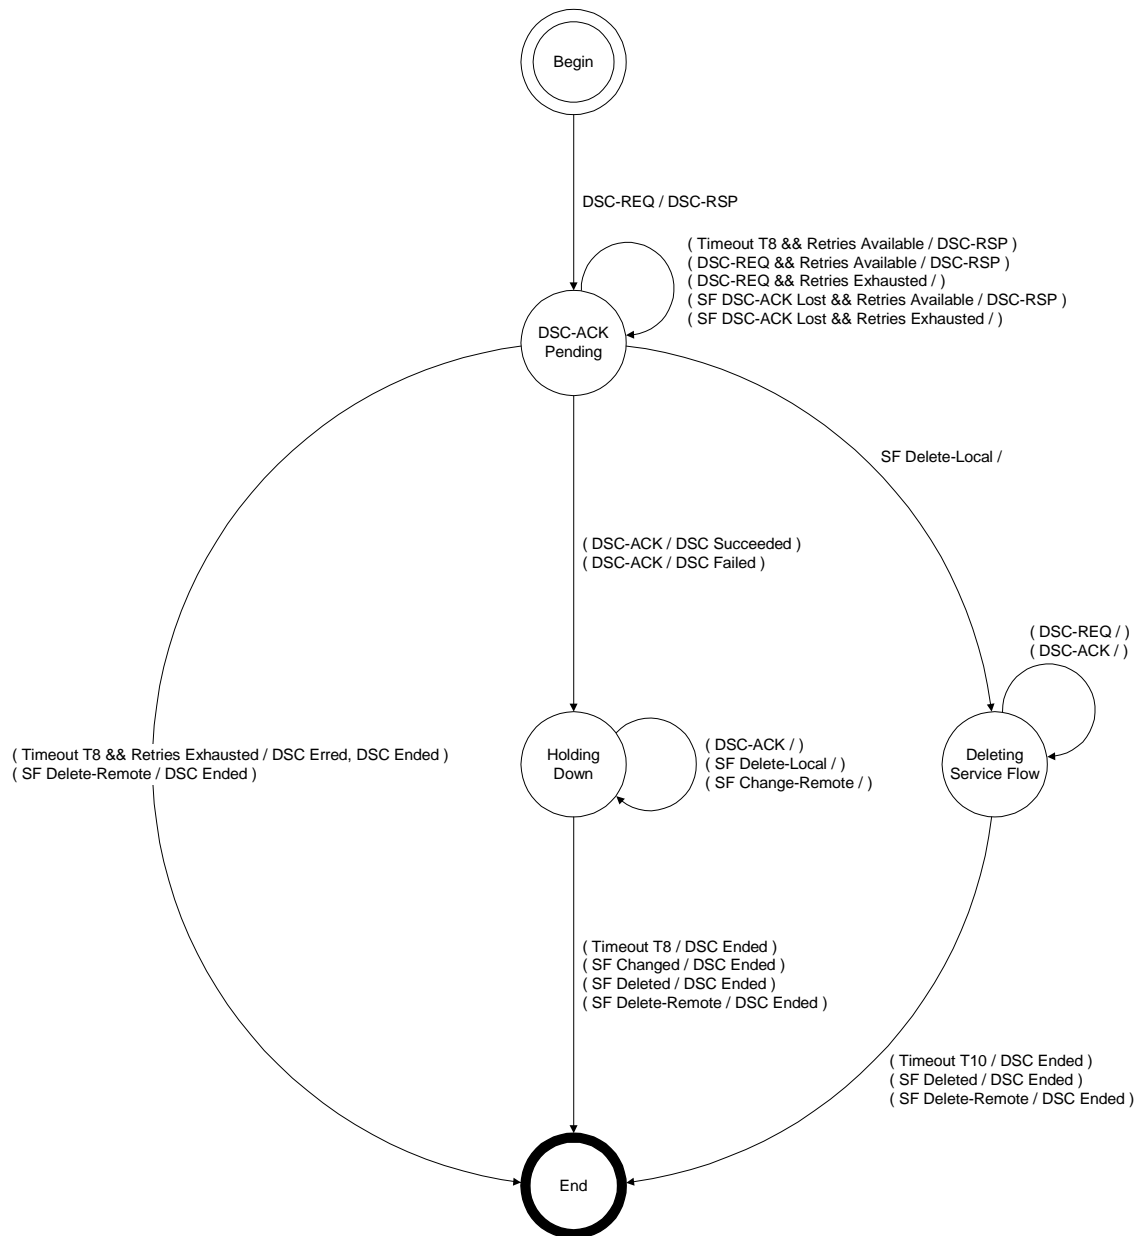 Begin
DSC-REQ / DSC-RSP
( Timeout T8 && Retries Available / DSC-RSP )
( DSC-REQ && Retries Available / DSC-RSP )
( DSC-REQ && Retries Exhausted / )
( SF DSC-ACK Lost && Retries Available / DSC-RSP )
( SF DSC-ACK Lost && Retries Exhausted / )
DSC-ACK
Pending
SF Delete-Local /
( DSC-ACK / DSC Succeeded )
( DSC-ACK / DSC Failed )
( DSC-REQ / )
( DSC-ACK / )
( Timeout T8 && Retries Exhausted / DSC Erred, DSC Ended )
( SF Delete-Remote / DSC Ended )
Holding
Down
( DSC-ACK / )
( SF Delete-Local / )
( SF Change-Remote / )
Deleting
Service Flow
( Timeout T8 / DSC Ended )
( SF Changed / DSC Ended )
( SF Deleted / DSC Ended )
( SF Delete-Remote / DSC Ended )
( Timeout T10 / DSC Ended )
( SF Deleted / DSC Ended )
( SF Delete-Remote / DSC Ended )
End